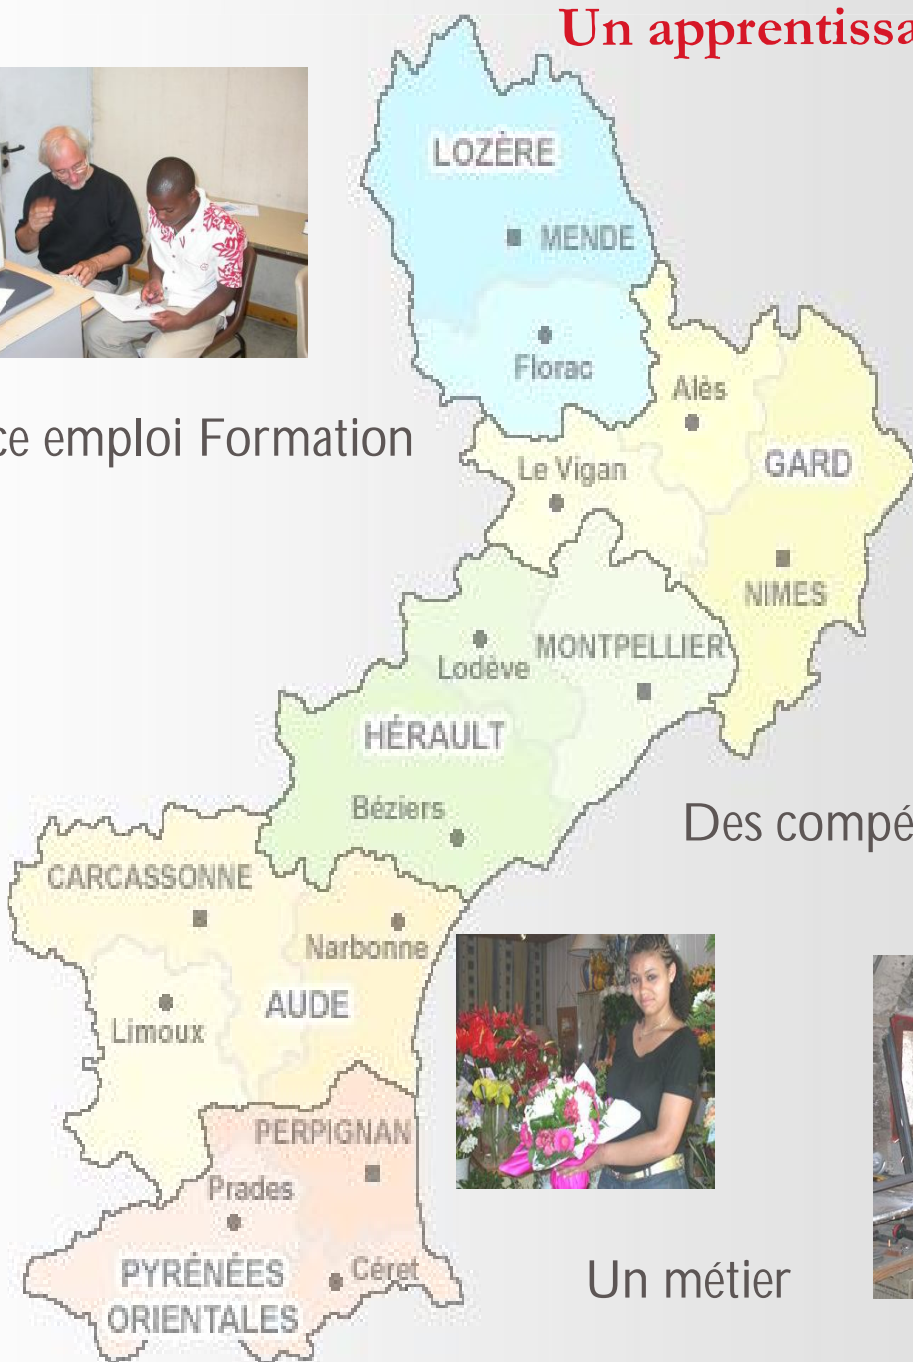 Un apprentissa
LOZÈRE
MENDE
Florac
Alès
ce emploi Formation
Le Vigan
GARD
NIMES
MONTPELLIER
Lodève
HÉRAULT
Béziers
Des compé
CARCASSONNE
Narbonne
AUDE
Limoux
PERPIGNAN
Prades
Céret
PYRÉNÉES
ORIENTALES
Un métier